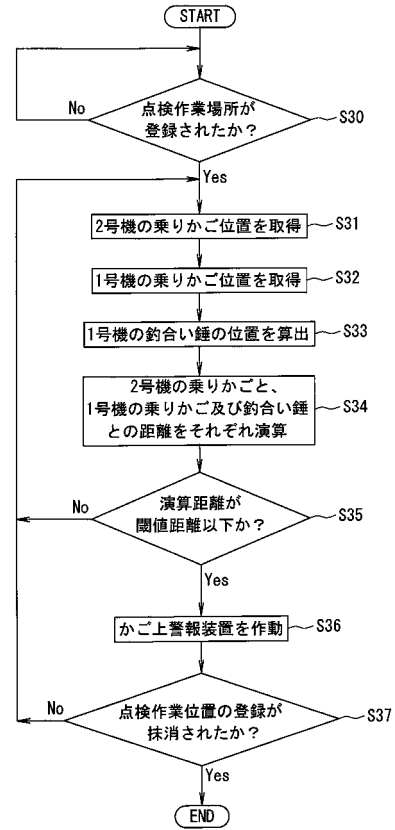 START
点検作業場所が
登録されたか？
No
S30
Yes
2号機の乗りかご位置を取得
S31
1号機の乗りかご位置を取得
S32
1号機の釣合い錘の位置を算出
S33
2号機の乗りかごと、
1号機の乗りかご及び釣合い錘
との距離をそれぞれ演算
S34
演算距離が
閾値距離以下か？
No
S35
Yes
かご上警報装置を作動
S36
点検作業位置の登録が
抹消されたか？
No
S37
Yes
END